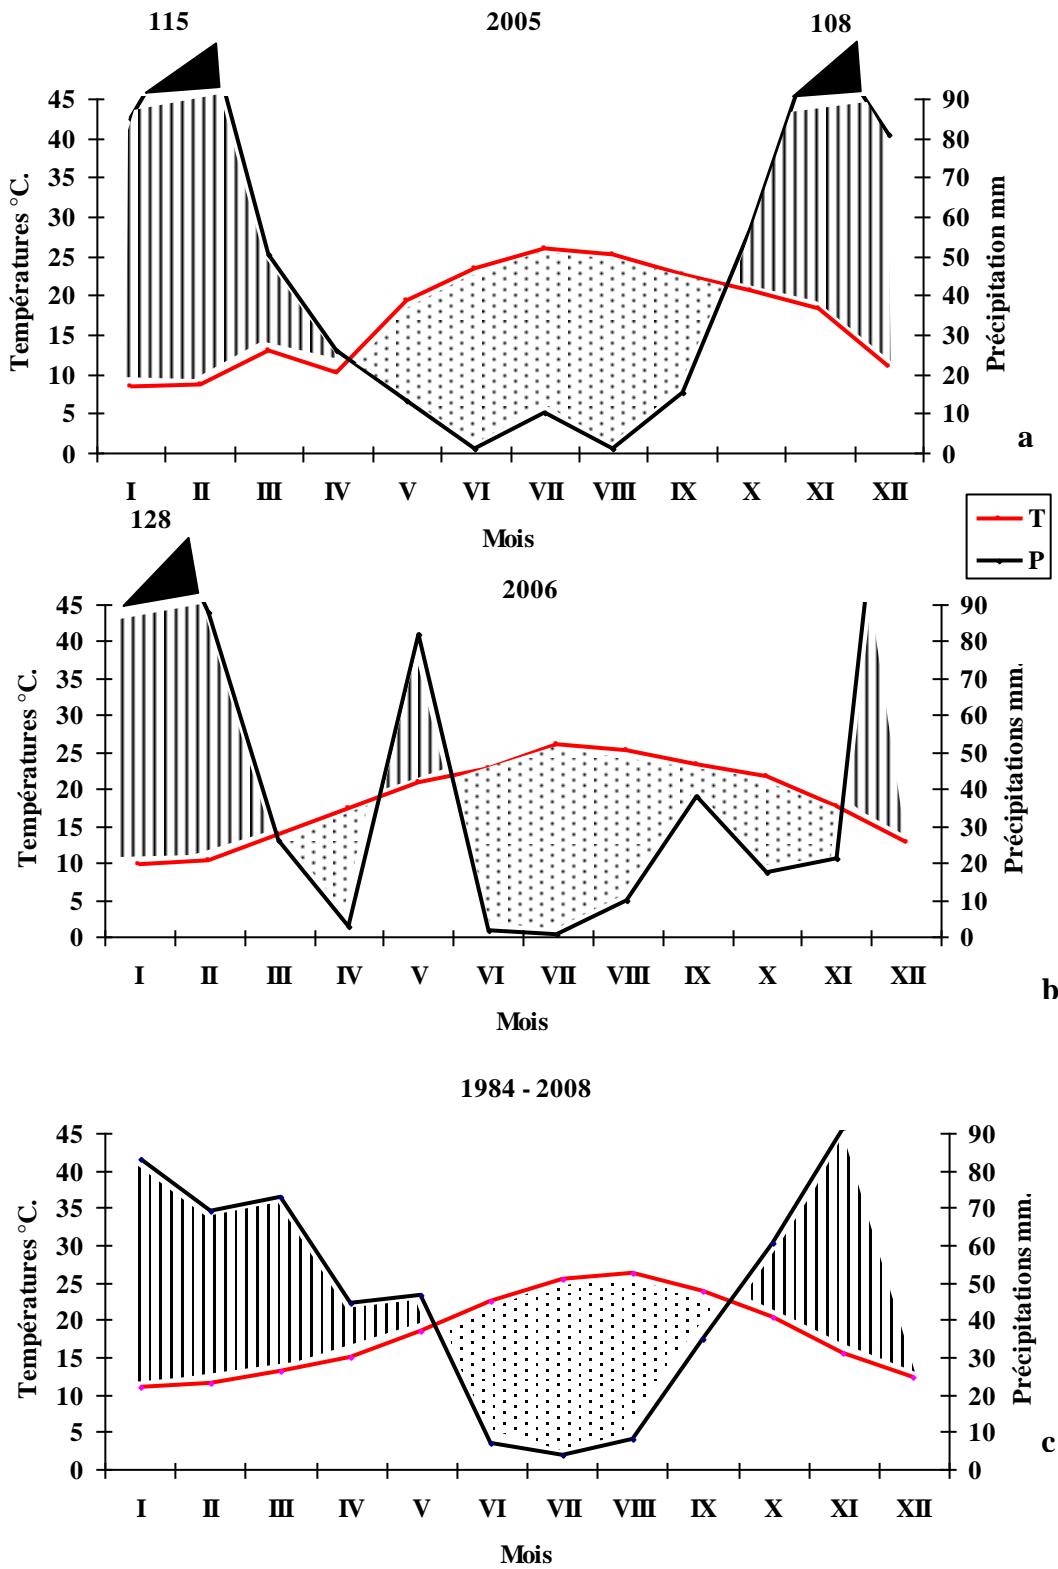 115 2005 108
45 90
40 80
35 70
30 60
25 50
20 40
15 30
10 20
5 10
0 0
Températures °C.
Précipitation mm
a
I II III IV V VI VII VIII IX X XI XII
Mois
T
P
128
2006
45 90
40 80
35 70
30 60
25 50
20 40
15 30
10 20
5 10
0 0
Températures °C.
Précipitations mm.
I II III IV V VI VII VIII IX X XI XII
b
Mois
1984 - 2008
45 90
40 80
35 70
30 60
25 50
20 40
15 30
10 20
5 10
0 0
Températures °C.
Précipitations mm.
c
I II III IV V VI VII VIII IX X XI XII
Mois